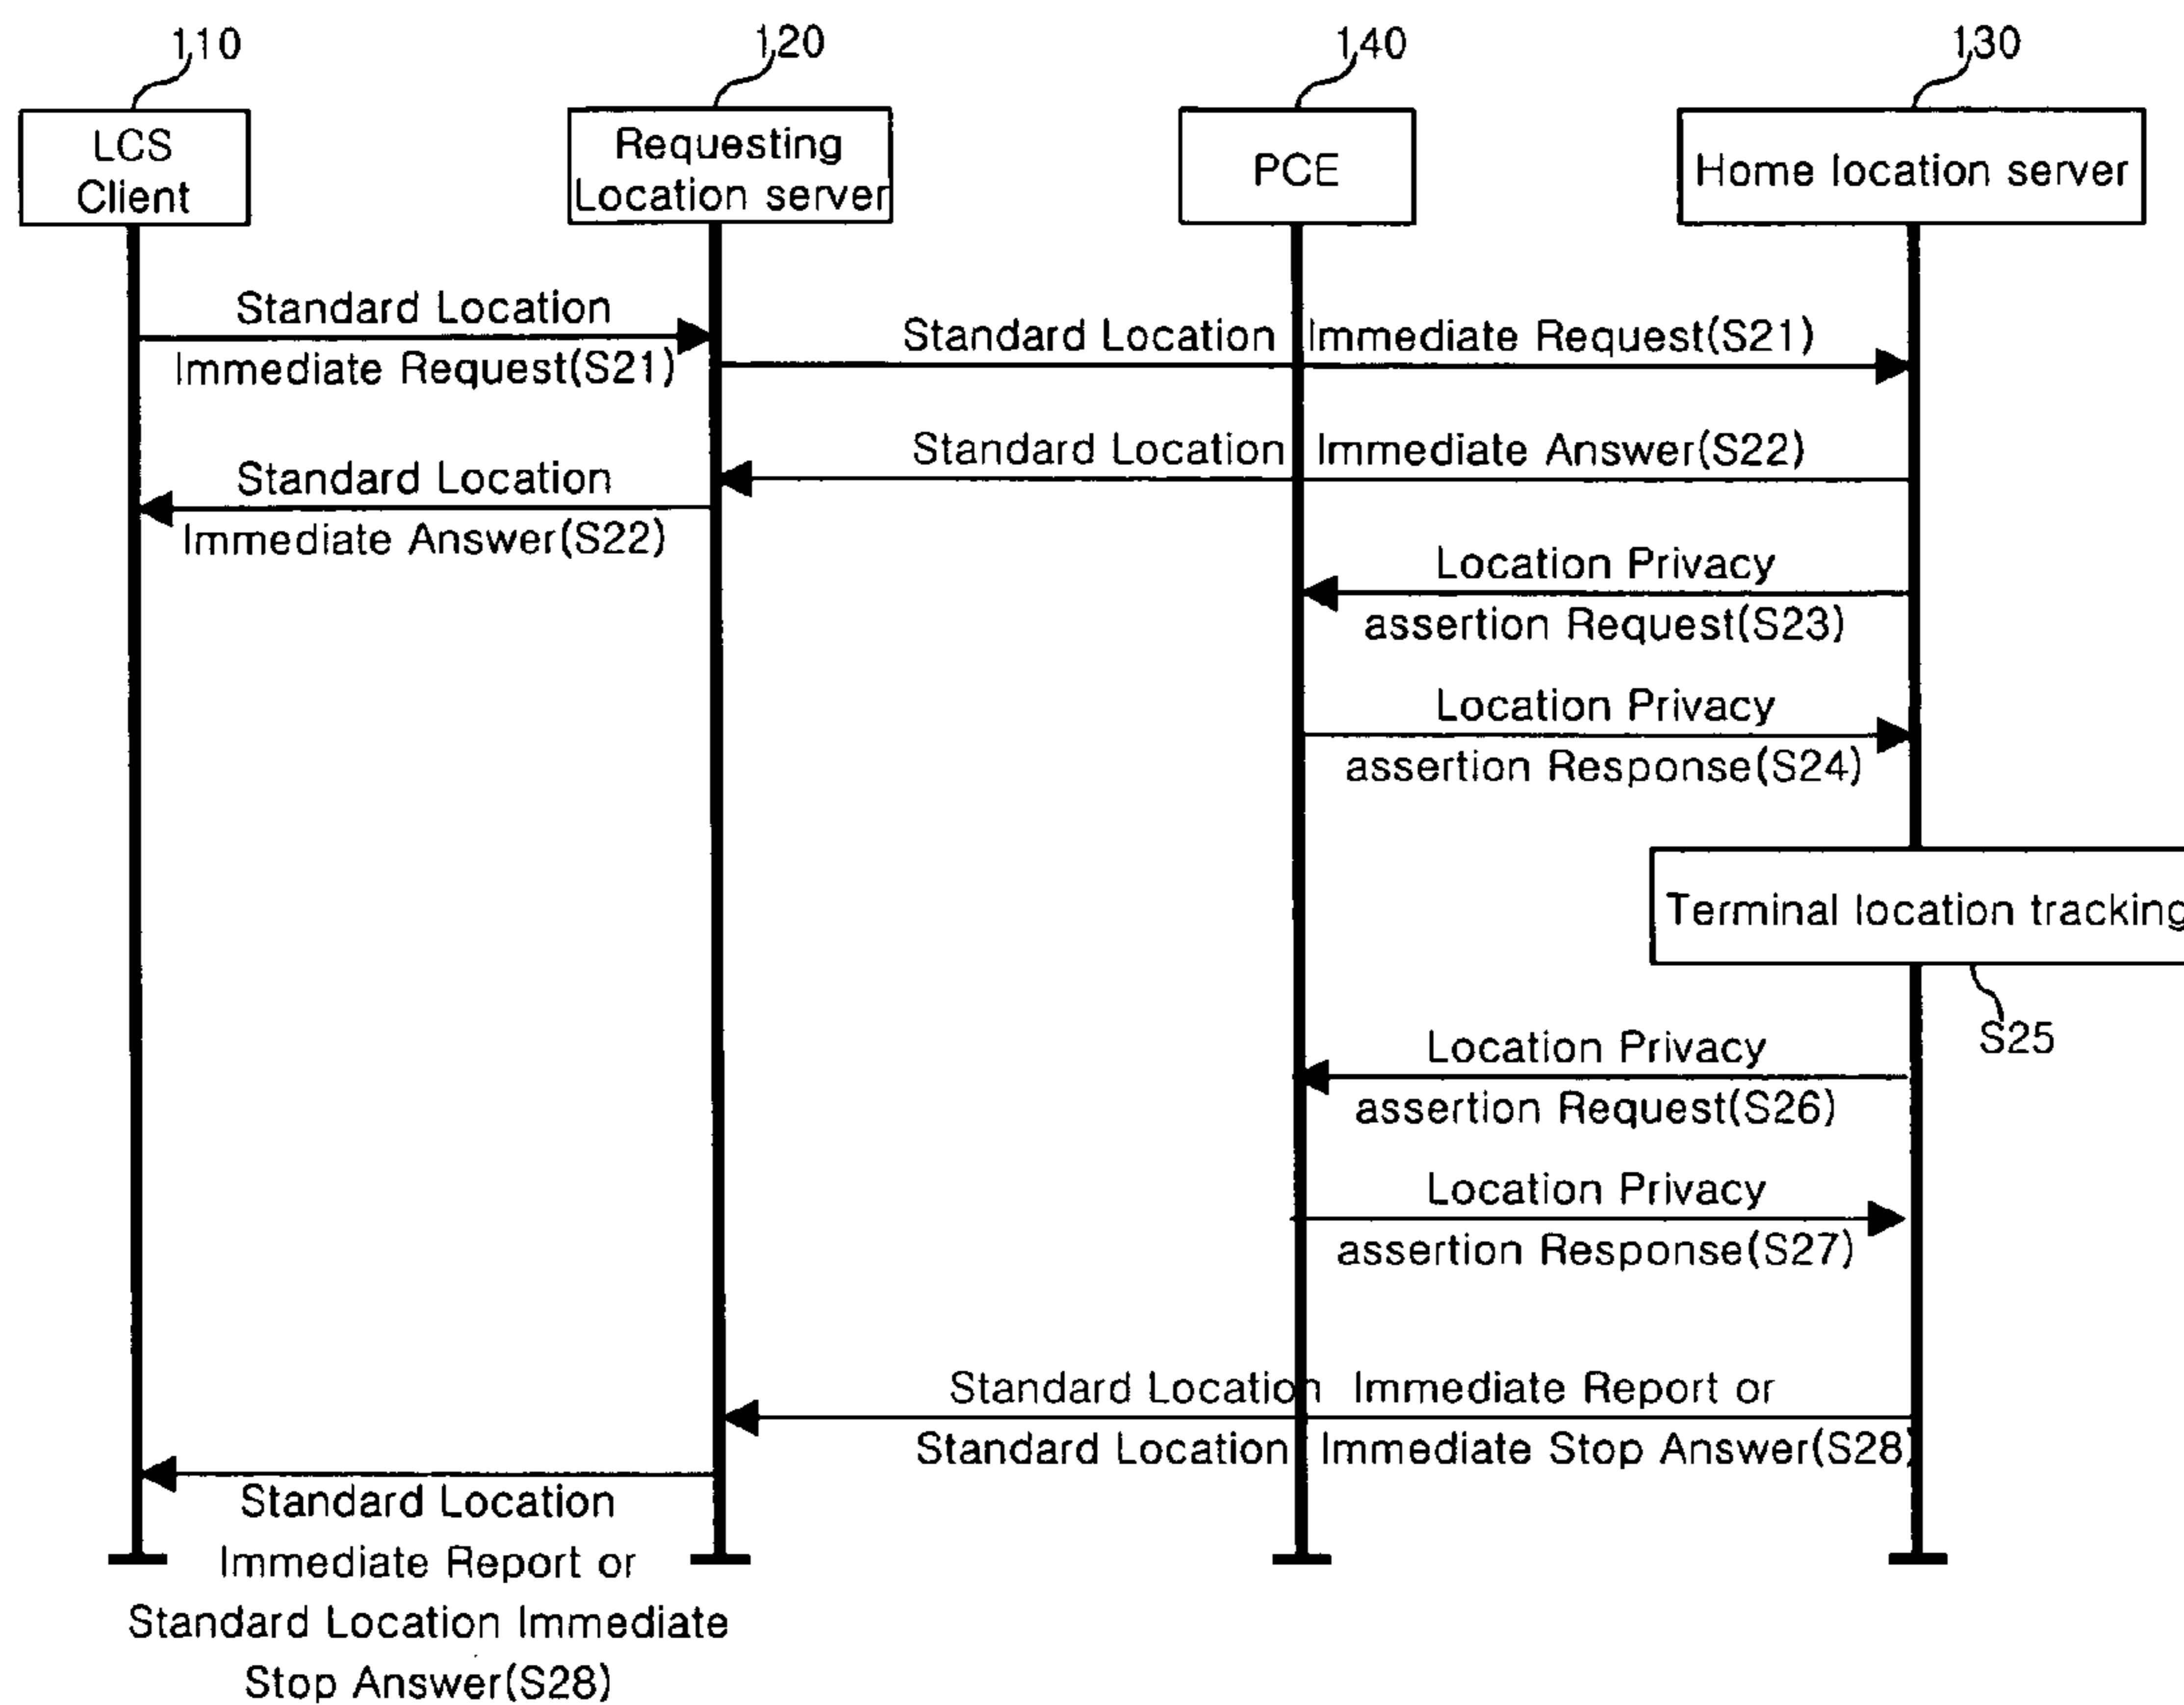 110
120
140
130
LCS
Client
Requesting
Location server
PCE
Home location server
Standard Location
Immediate Request(S21)
Standard Location Immediate Request(S21)
Standard Location Immediate Answer(S22)
Standard Location
Immediate Answer(S22)
Location Privacy
assertion Request(S23)
Location Privacy
assertion Response(S24)
Terminal location tracking
S25
Location Privacy
assertion Request(S26)
Location Privacy
assertion Response(S27)
Standard Location Immediate Report or
Standard Location Immediate Stop Answer(S28)
Standard Location
Immediate Report or
Standard Location Immediate
Stop Answer(S28)